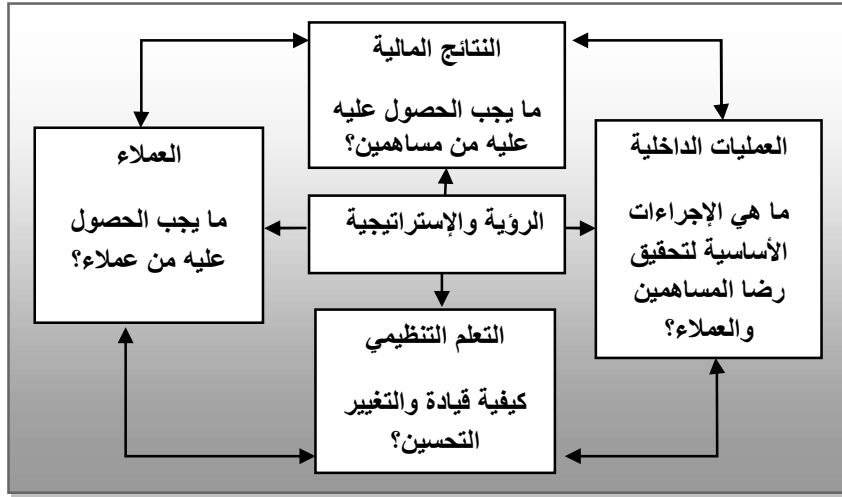 النتائج المالية
ما يجب الحصول عليه
عليه من مساهمين؟
العمليات الداخلية
ما هي الإجراءات
الأساسية لتحقيق
رضا المساهمين
والعملاء؟
الرؤية والإستراتيجية
العملاء
ما يجب الحصول
عليه من عملاء؟
التعلم التنظيمي
كيفية قيادة والتغيير
التحسين؟